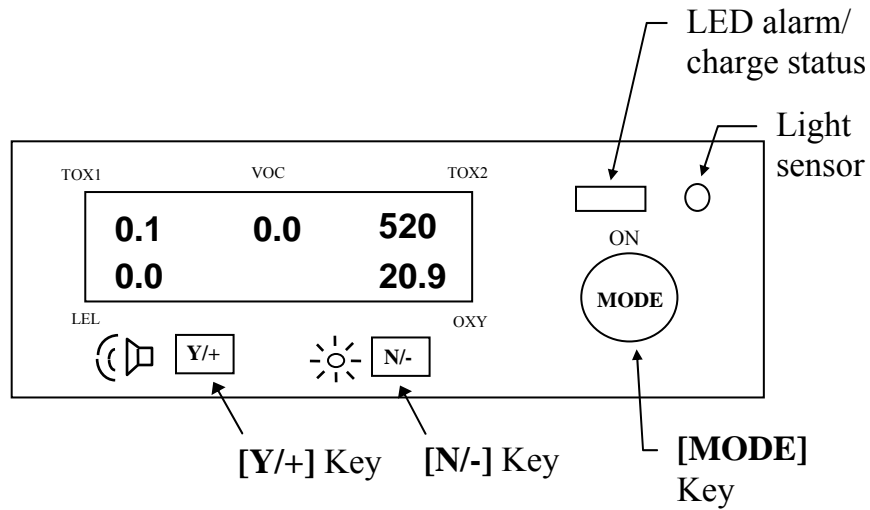 LED alarm/
charge status
Light
sensor
TOX1 VOC TOX2
0.1 0.0 520
0.0 20.9
LEL OXY
ON
MODE
Y/+ N/-
[Y/+] Key [N/-] Key
[MODE]
Key